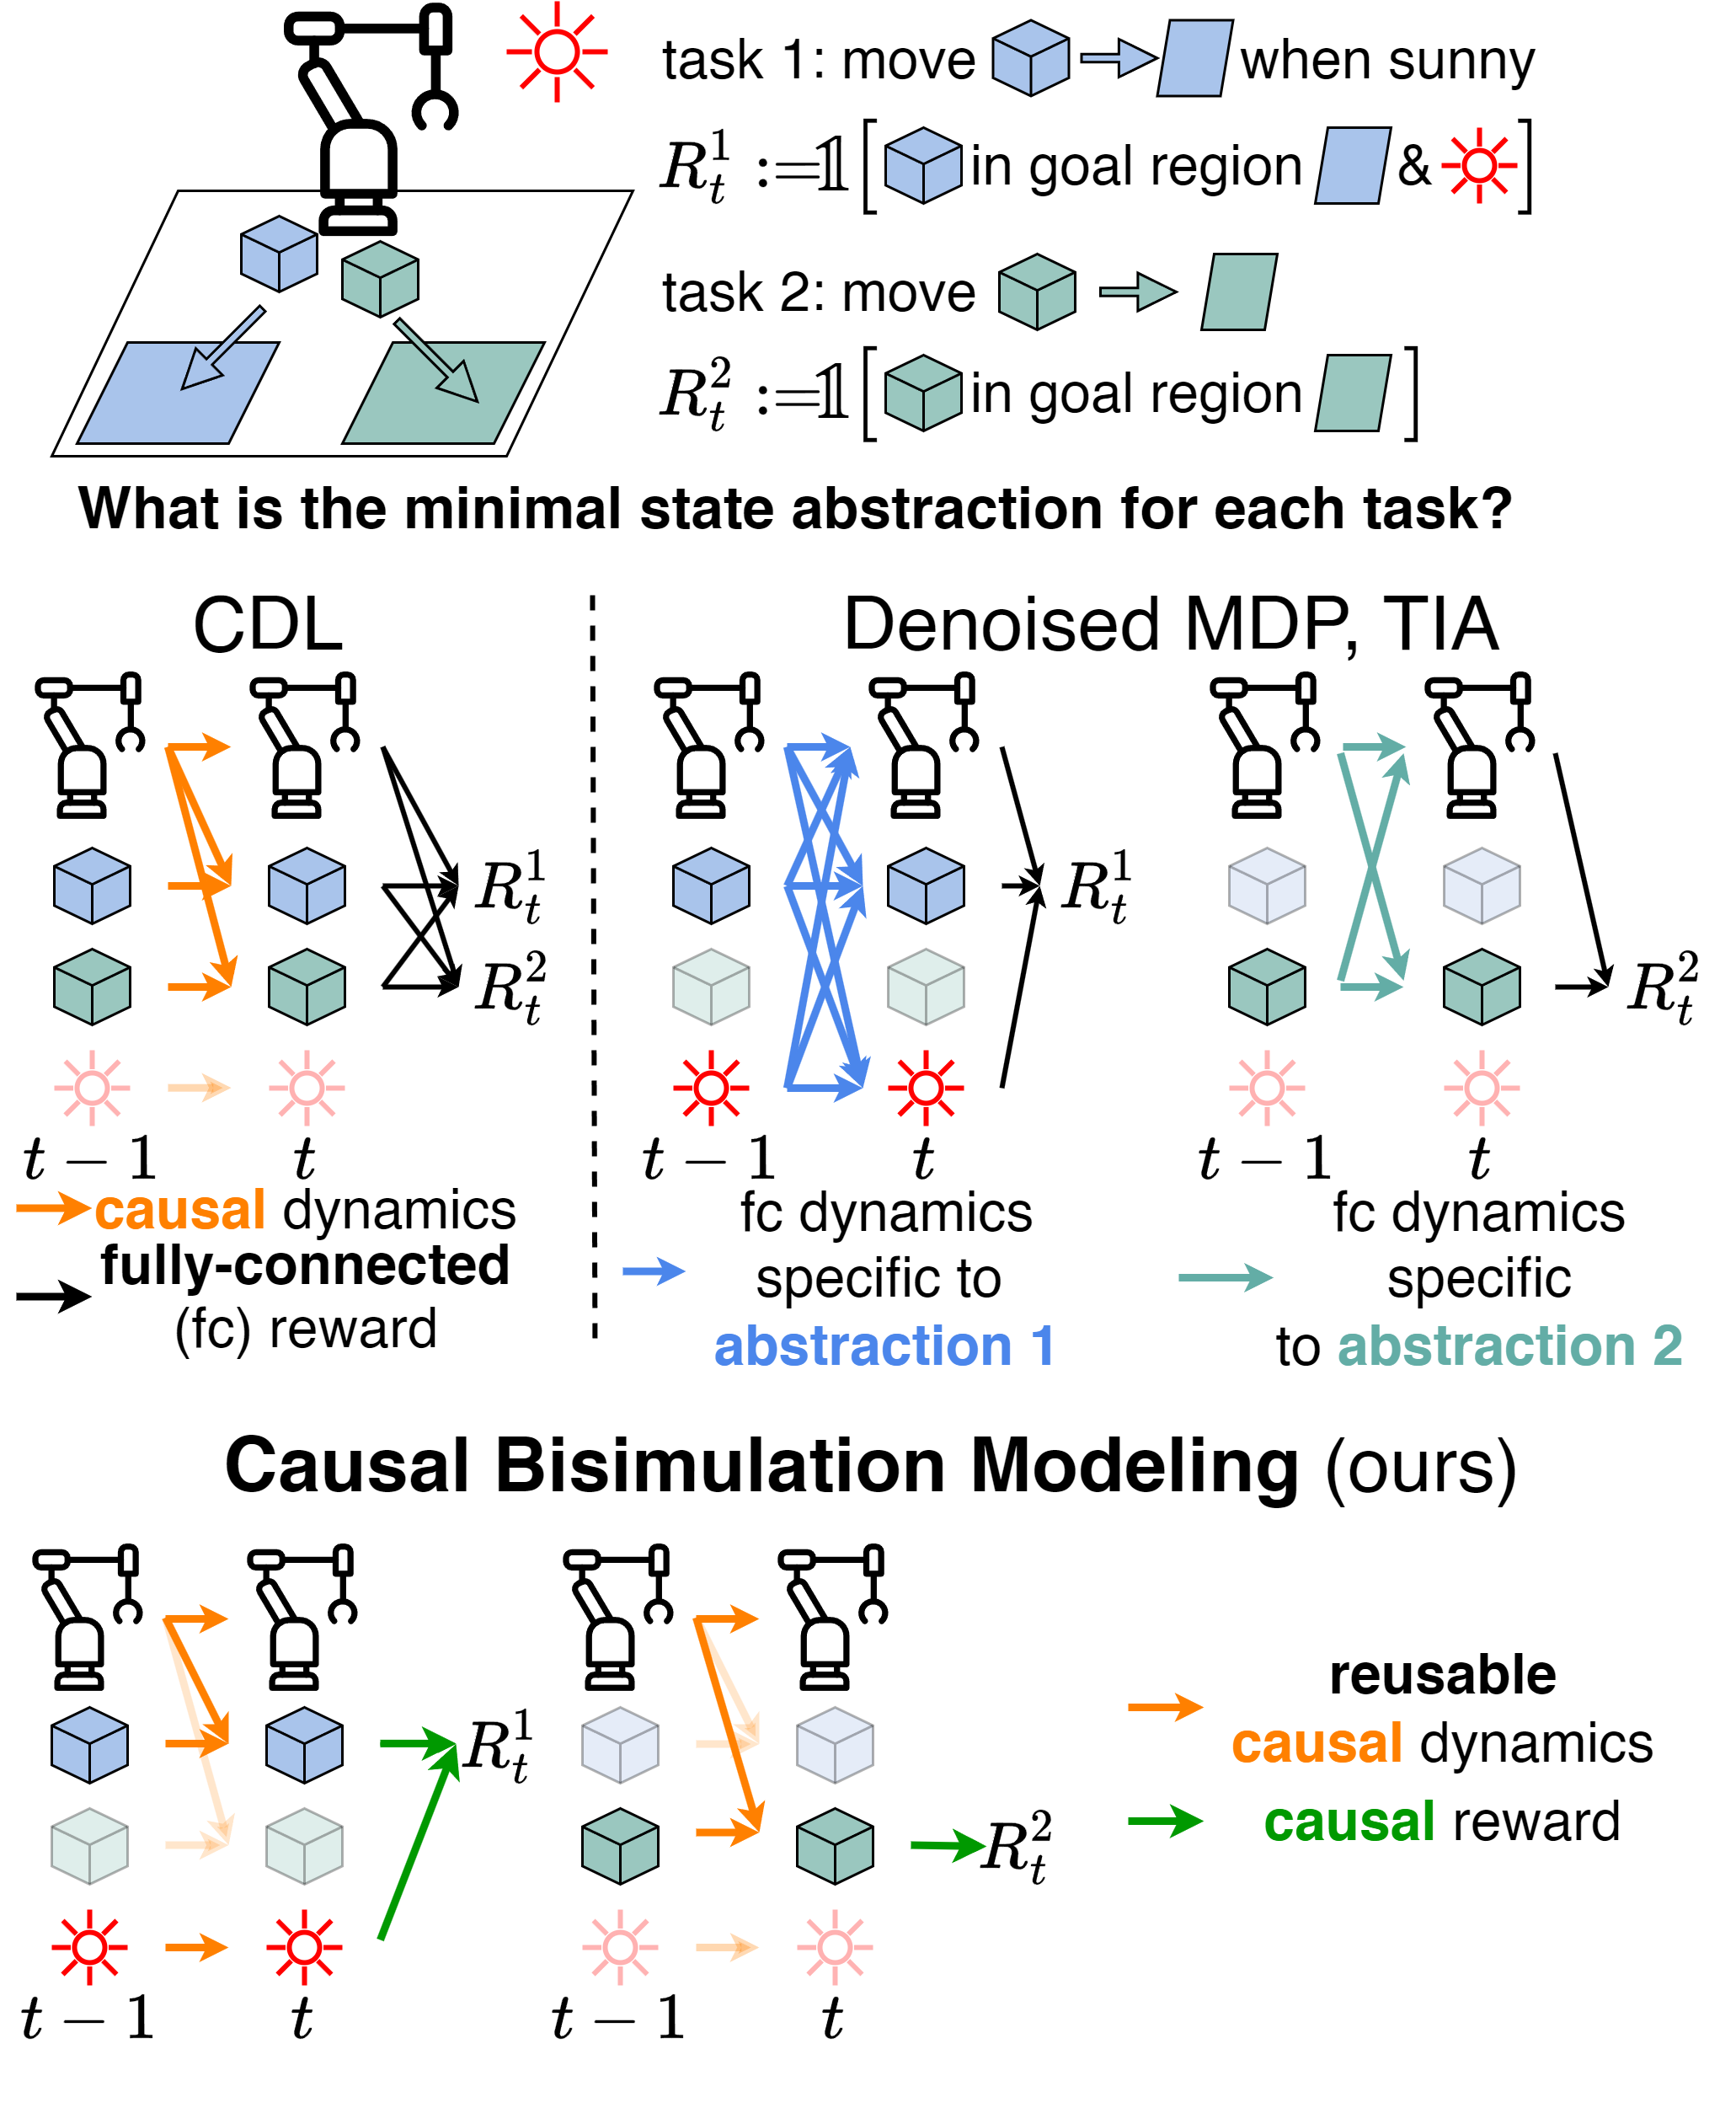 task 1: move when sunny
R_t^1 := 𝟙[ in goal region & ]
task 2: move
R_t^2 := 𝟙[ in goal region ]
What is the minimal state abstraction for each task?
CDL
R_t^1
R_t^2
t − 1 t
causal dynamics
fully-connected
(fc) reward
Denoised MDP, TIA
R_t^1
t − 1 t
fc dynamics
specific to
abstraction 1
R_t^2
t − 1 t
fc dynamics
specific
to abstraction 2
Causal Bisimulation Modeling (ours)
R_t^1
t − 1 t
R_t^2
t − 1 t
reusable
causal dynamics
causal reward